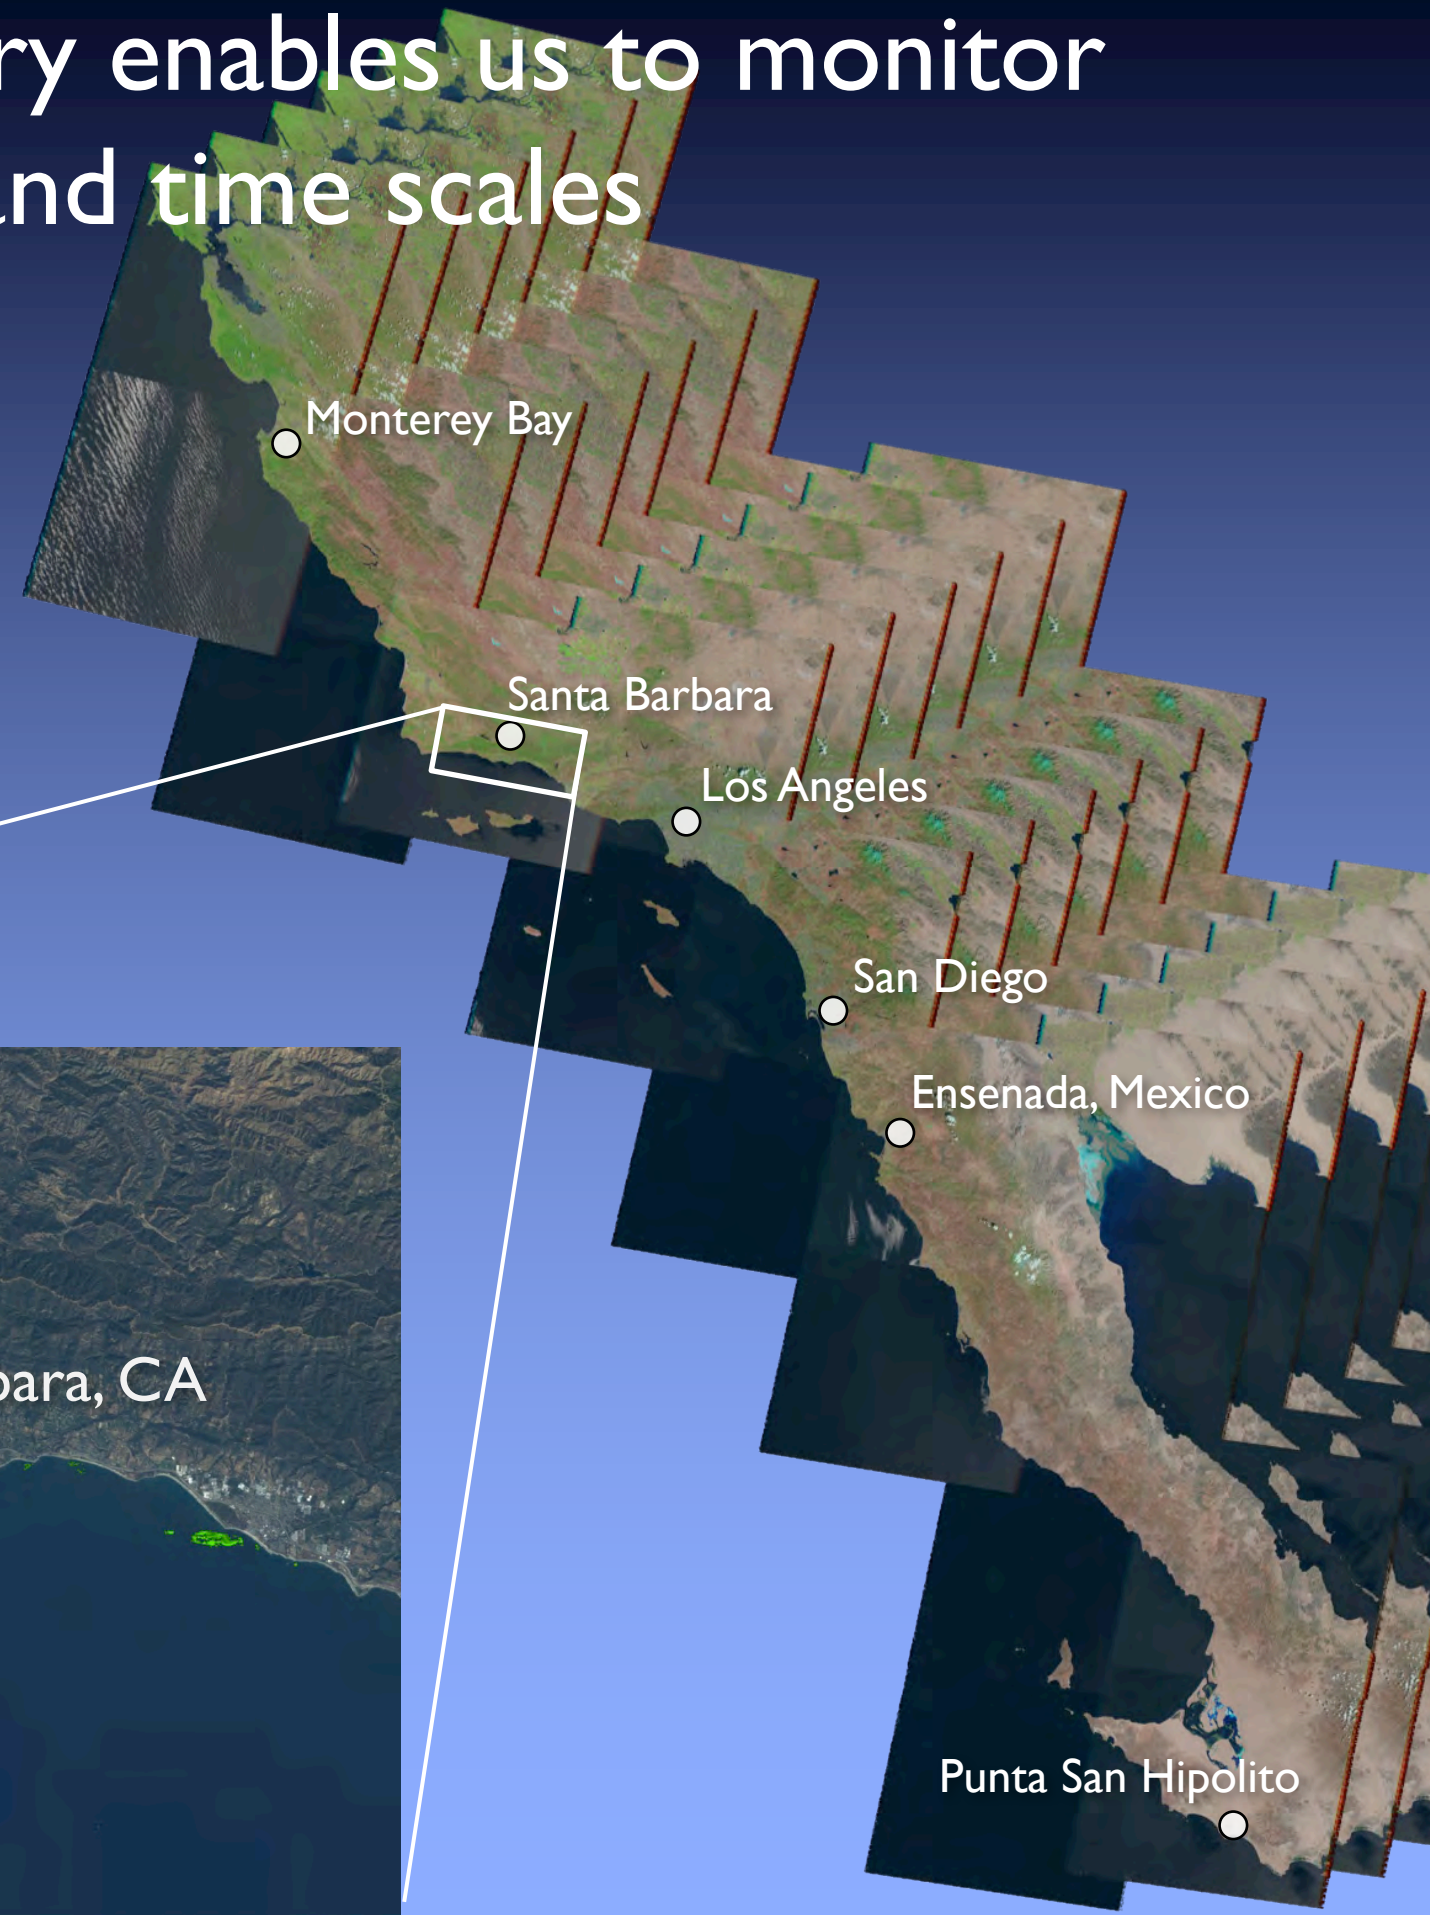 ry enables us to monitor
and time scales
Monterey Bay
Santa Barbara
Los Angeles
San Diego
Ensenada, Mexico
bara, CA
Punta San Hipolito